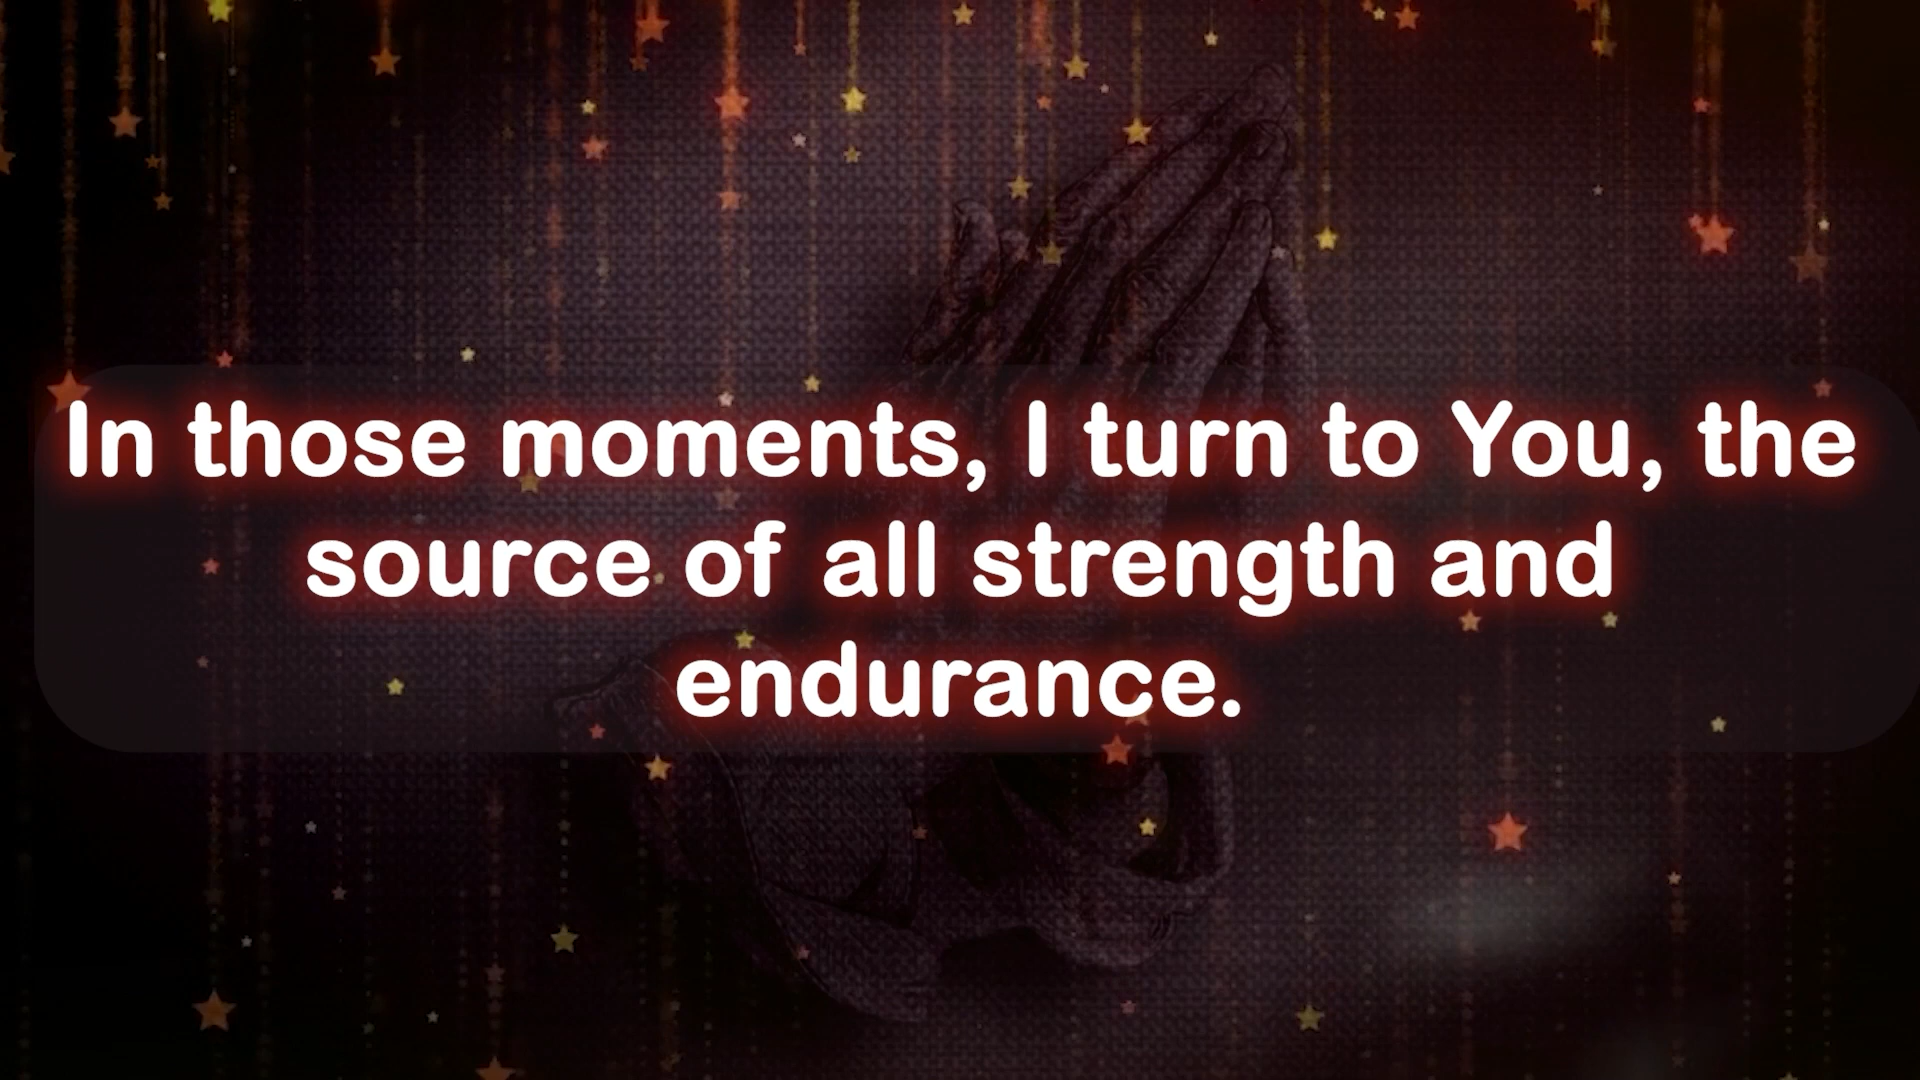 In those moments, I turn to You, the
source of all strength and
endurance.